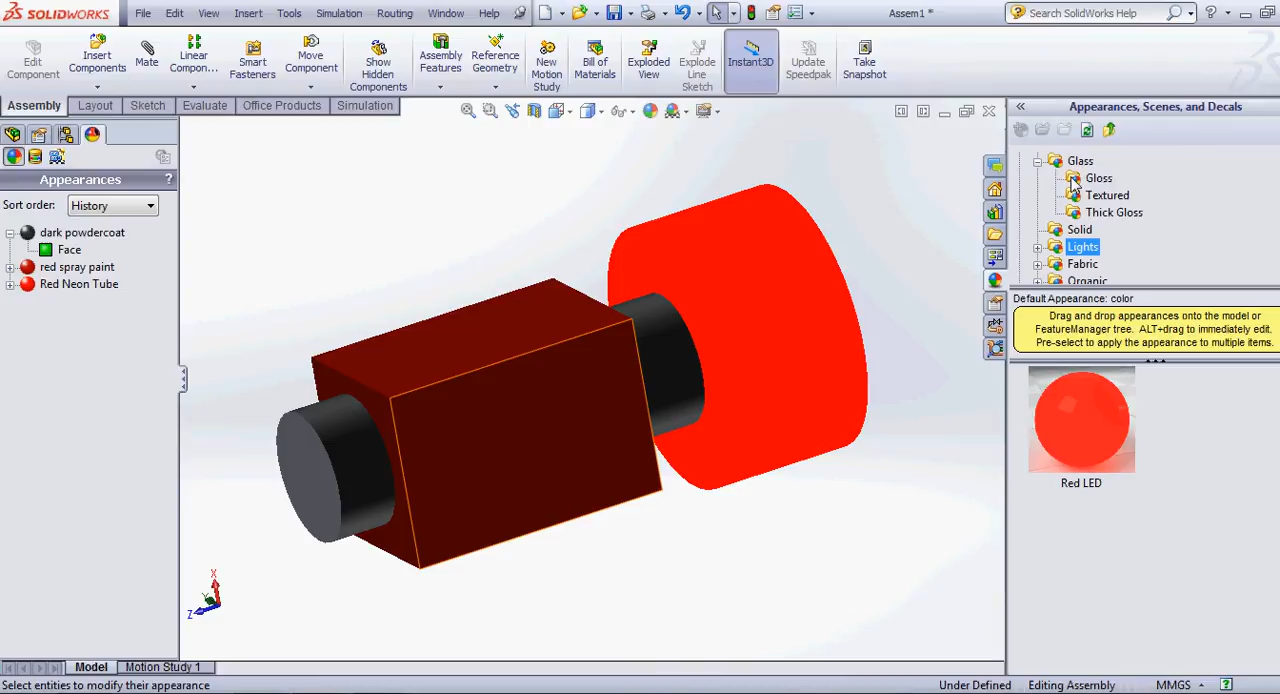 SOLIDWORKS File Edit View Insert Tools Simulation Routing Window Help Assem1 * Search SolidWorks Help
Edit Component
Insert Components
Mate
Linear Compon...
Smart Fasteners
Move Component
Show Hidden Components
Assembly Features
Reference Geometry
New Motion Study
Bill of Materials
Exploded View
Explode Line Sketch
Instant3D
Update Speedpak
Take Snapshot
Assembly Layout Sketch Evaluate Office Products Simulation
Appearances, Scenes, and Decals
Appearances ?
Sort order: History
dark powdercoat
Face
red spray paint
Red Neon Tube
Glass
Gloss
Textured
Thick Gloss
Solid
Lights
Fabric
Organic
Default Appearance: color
Drag and drop appearances onto the model or
FeatureManager tree. ALT+drag to immediately edit.
Pre-select to apply the appearance to multiple items.
Red LED
X
Y
Z
Model Motion Study 1
Select entities to modify their appearance Under Defined Editing Assembly MMGS ?